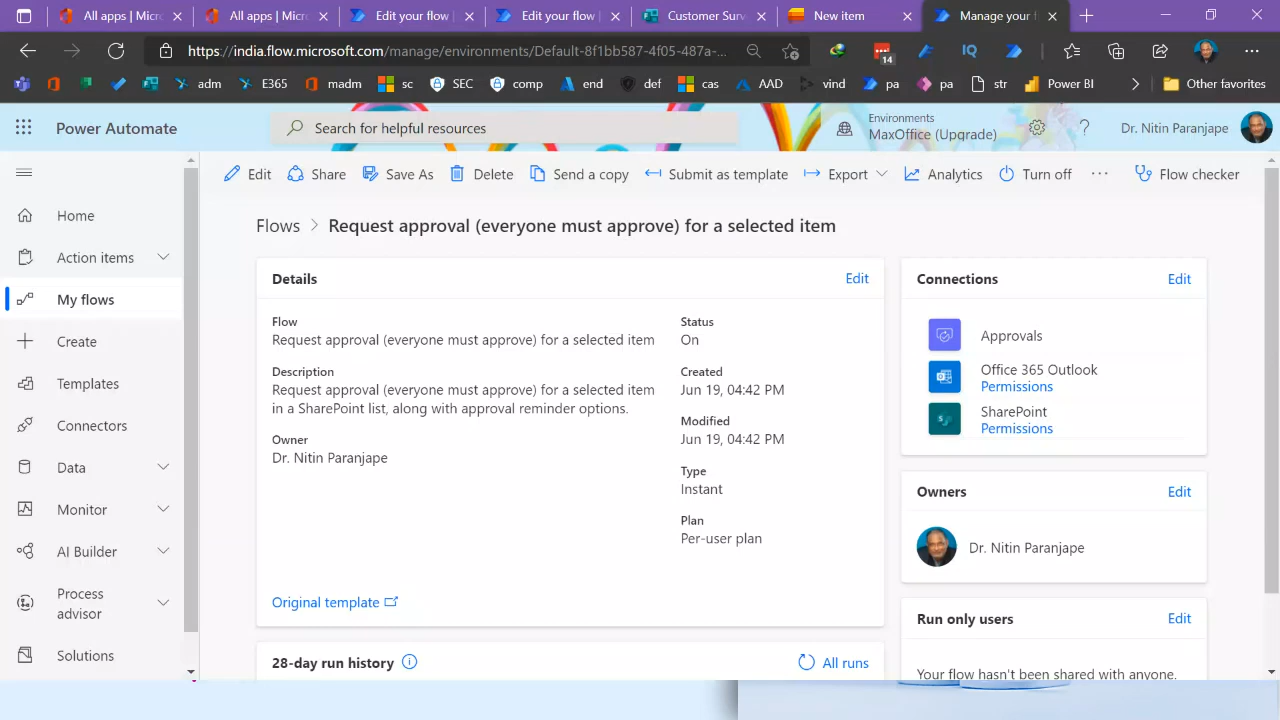 All apps | Micro
All apps | Micro
Edit your flow |
Edit your flow |
Customer Surv
New item
Manage your f
https://india.flow.microsoft.com/manage/environments/Default-8f1bb587-4f05-487a-...
14
IQ
adm
E365
madm
sc
SEC
comp
end
def
cas
AAD
vind
pa
pa
str
Power BI
Other favorites
Power Automate
Search for helpful resources
Environments
MaxOffice (Upgrade)
?
Dr. Nitin Paranjape
Edit
Share
Save As
Delete
Send a copy
Submit as template
Export
Analytics
Turn off
...
Flow checker
Home
Action items
My flows
Create
Templates
Connectors
Data
Monitor
AI Builder
Process
advisor
Solutions
Flows > Request approval (everyone must approve) for a selected item
Details
Edit
Flow
Request approval (everyone must approve) for a selected item
Description
Request approval (everyone must approve) for a selected item
in a SharePoint list, along with approval reminder options.
Owner
Dr. Nitin Paranjape
Status
On
Created
Jun 19, 04:42 PM
Modified
Jun 19, 04:42 PM
Type
Instant
Plan
Per-user plan
Original template
28-day run history
All runs
Connections
Edit
Approvals
Office 365 Outlook
Permissions
SharePoint
Permissions
Owners
Edit
Dr. Nitin Paranjape
Run only users
Edit
Your flow hasn't been shared with anyone.